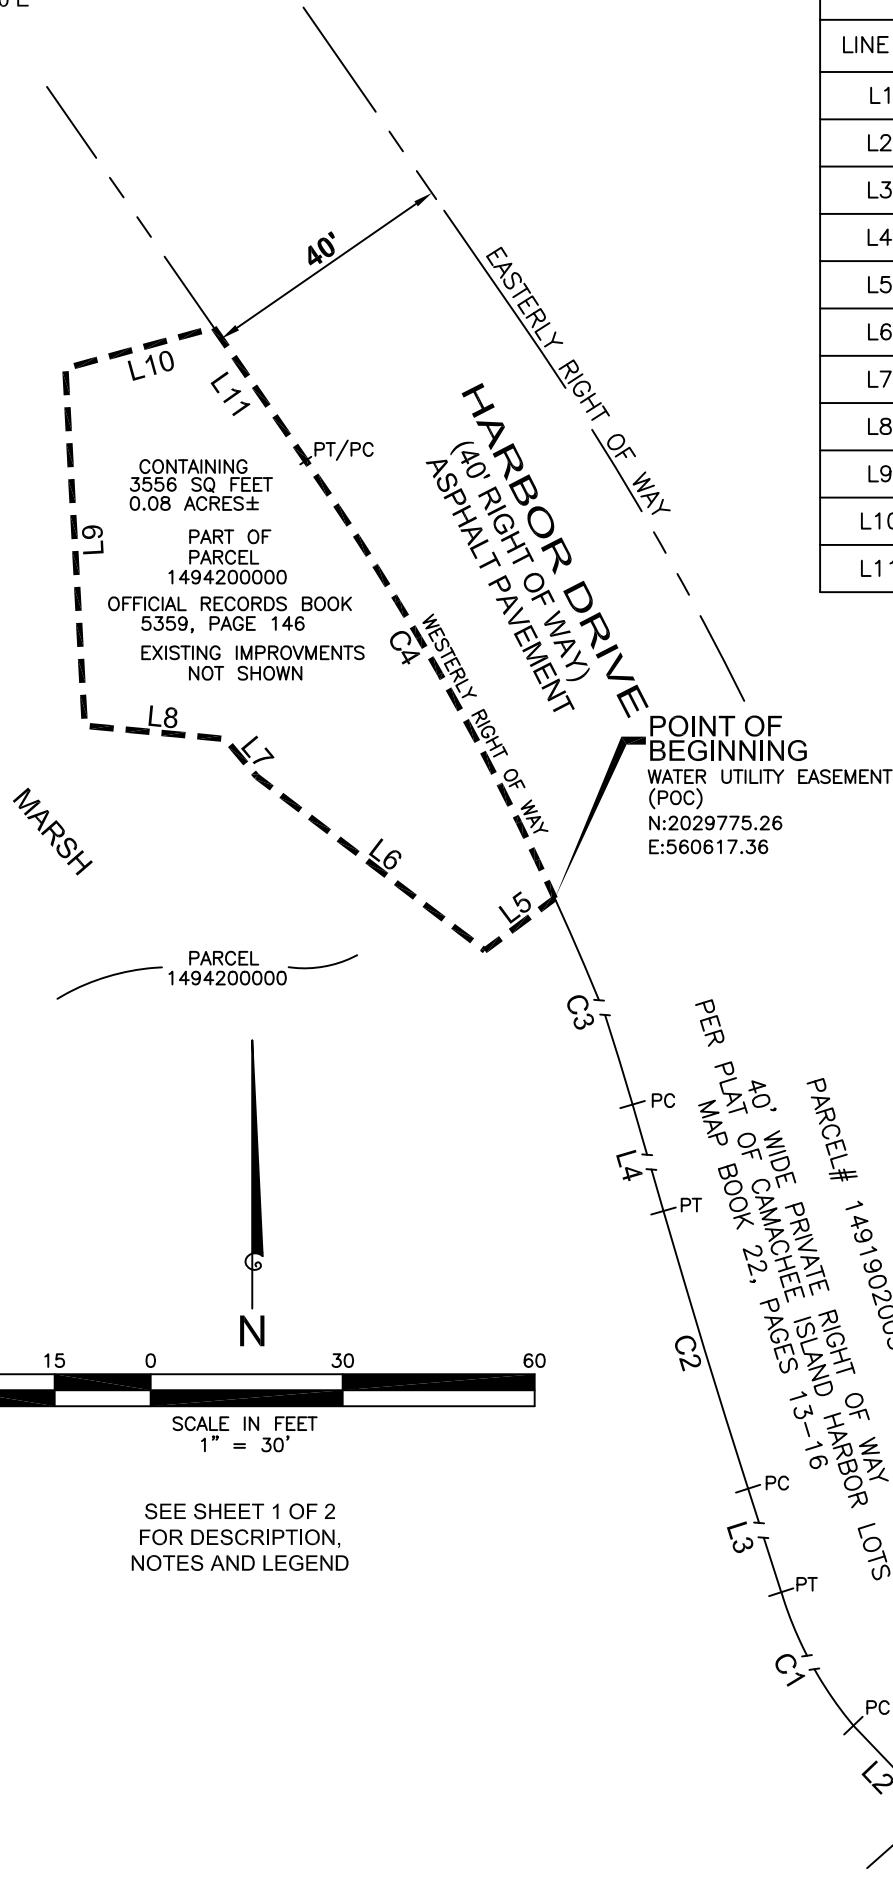 LINE
L1
L2
L3
L4
L5
L6
L7
L8
L9
L10
L11
40'
EASTERLY RIGHT OF WAY
L10
L11
PT/PC
HARBOR DRIVE
(40' RIGHT OF WAY)
ASPHALT PAVEMENT
CONTAINING
3556 SQ FEET
0.08 ACRES±
PART OF
PARCEL
1494200000
OFFICIAL RECORDS BOOK
5359, PAGE 146
EXISTING IMPROVMENTS
NOT SHOWN
L9
C4
WESTERLY RIGHT OF WAY
L8
L7
POINT OF
BEGINNING
WATER UTILITY EASEMENT
(POC)
N:2029775.26
E:560617.36
MARSH
L6
L5
PARCEL
1494200000
C3
PC
L4
PT
PARCEL#
40' WIDE PRIVATE RIGHT OF WAY
PER PLAT OF CAMACHEE ISLAND HARBOR LOTS
MAP BOOK 22, PAGES 13-16
N
C2
15 0 30 60
SCALE IN FEET
1" = 30'
PC
L3
SEE SHEET 1 OF 2
FOR DESCRIPTION,
NOTES AND LEGEND
PT
C1
PC
L2